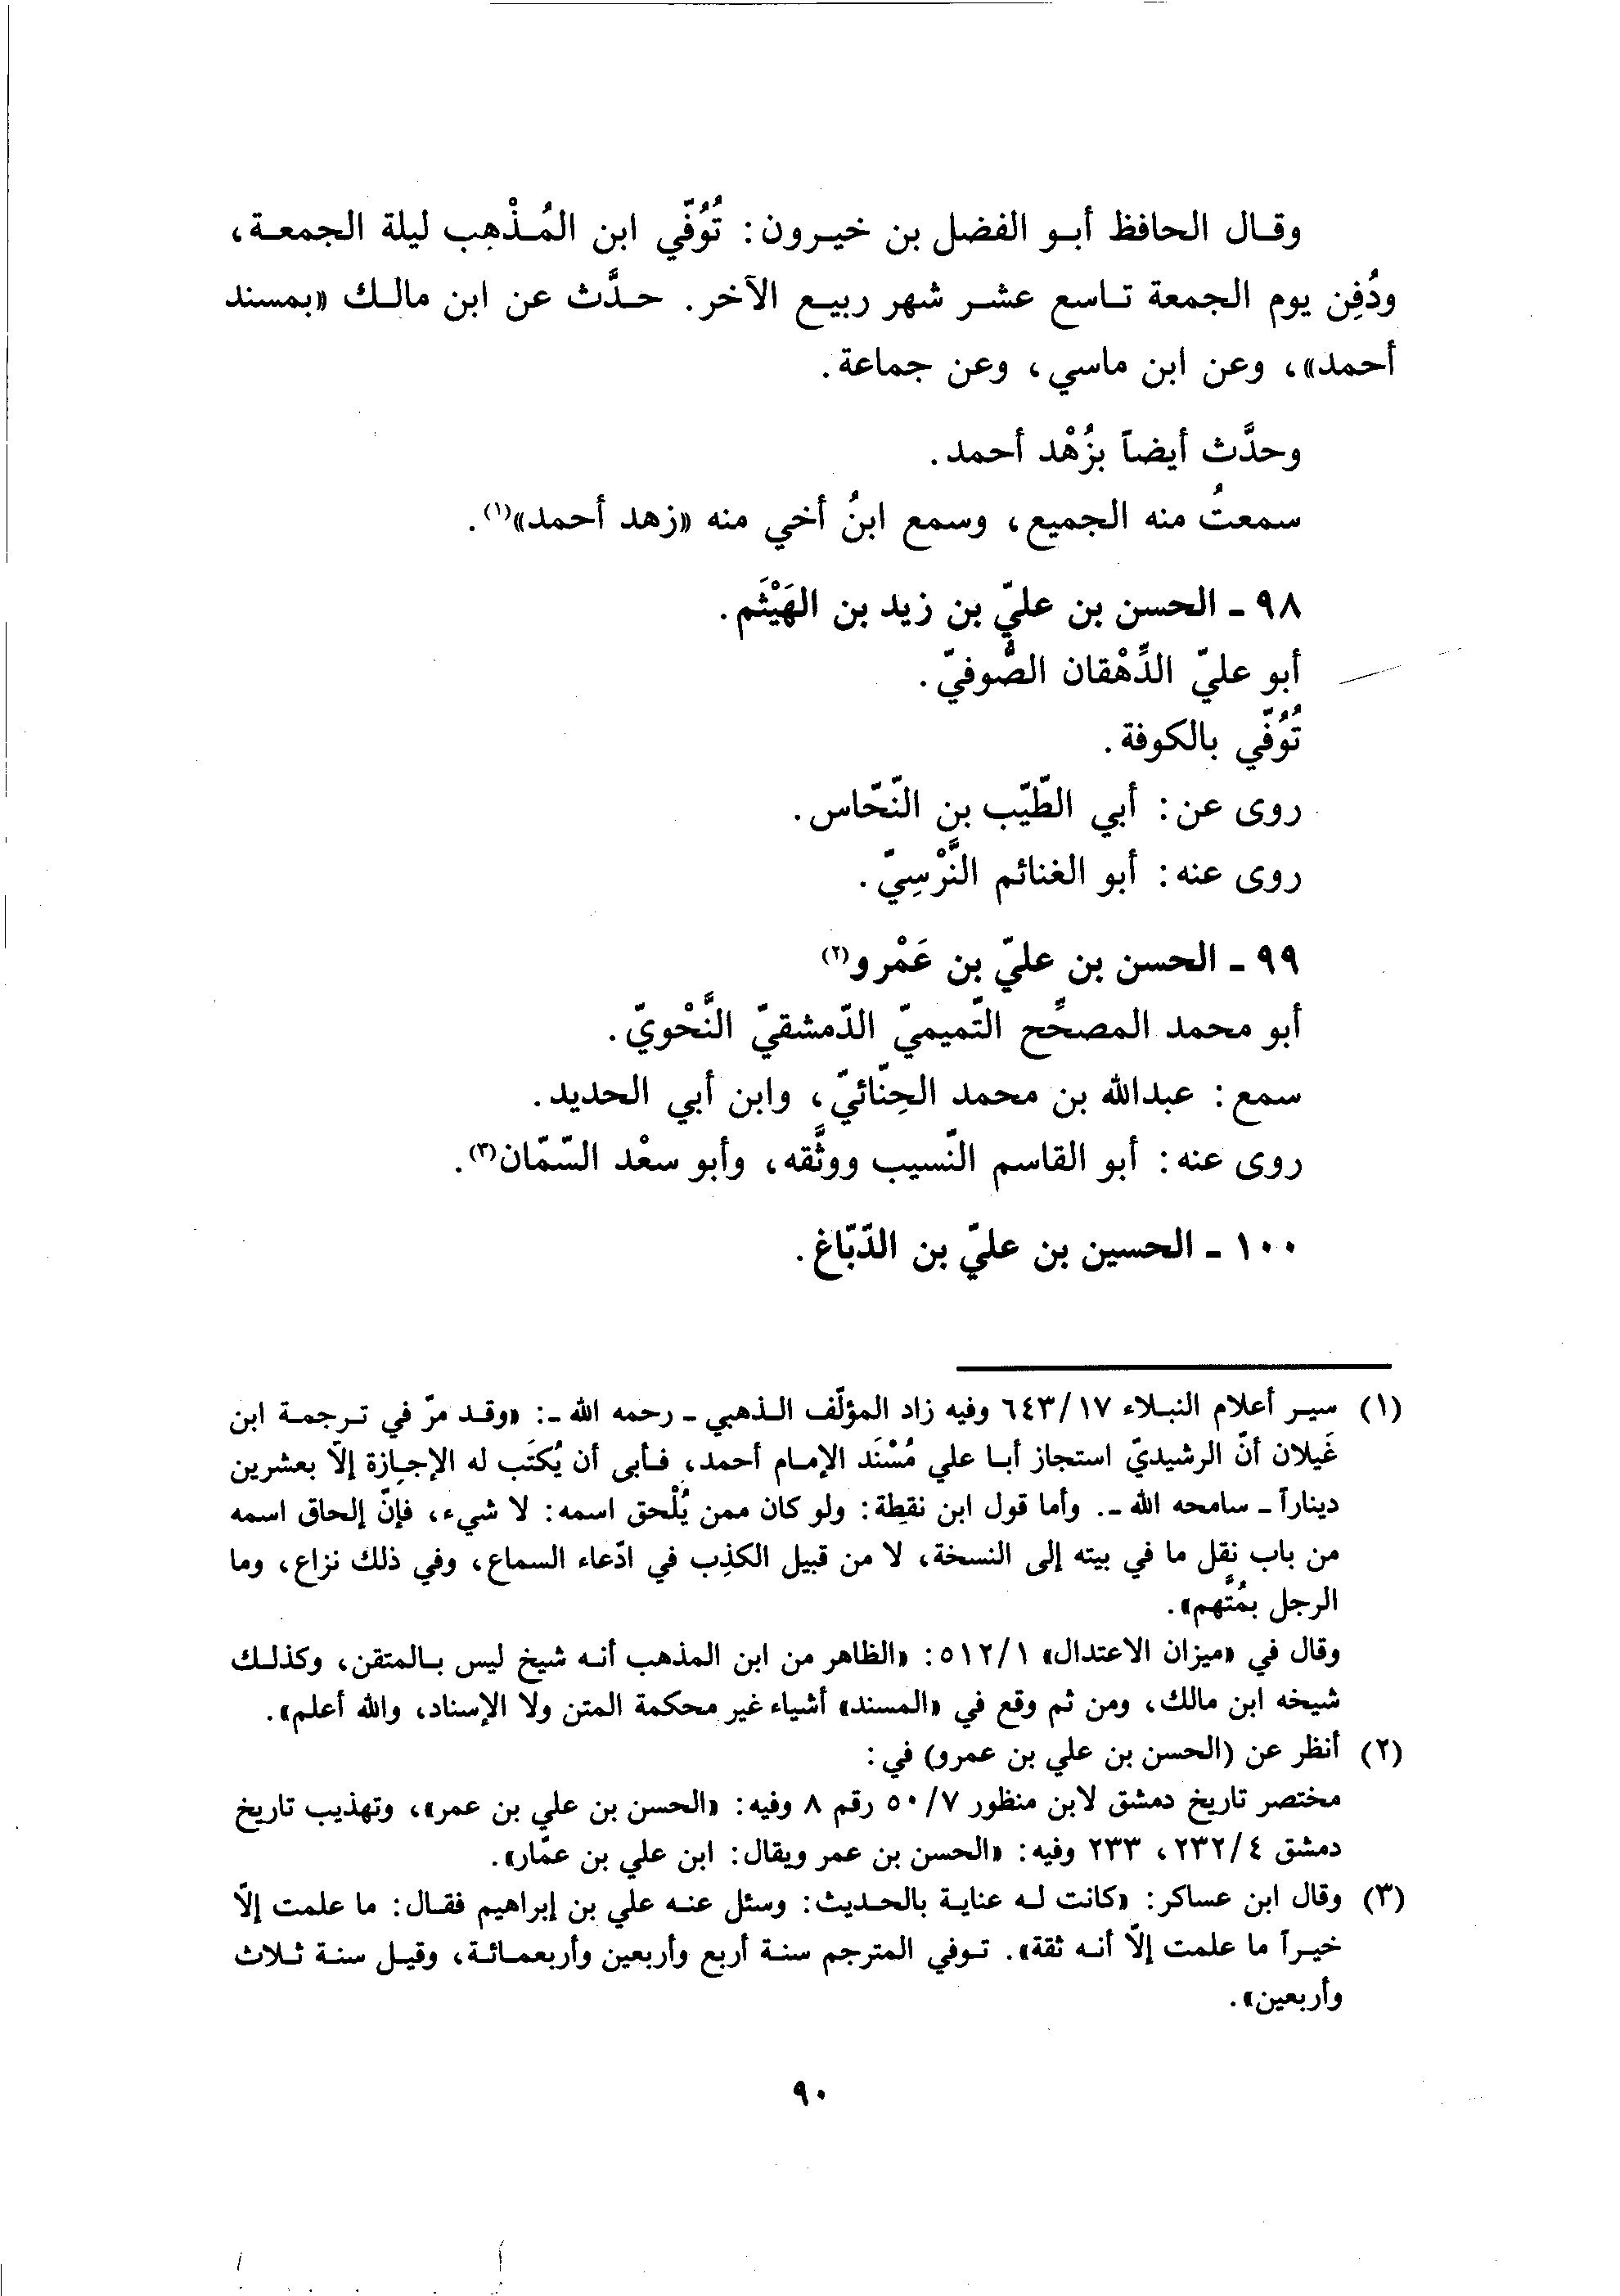 وقال الحافظ أبو الفضل بن خيرون: تُوُفّي ابن المُذْهِب ليلة الجمعة،
ودُفِن يوم الجمعة تاسع عشر شهر ربيع الآخر. حدَّث عن ابن مالك «بمسند
أحمد»، وعن ابن ماسي، وعن جماعة.
وحدَّث أيضاً بزُهْد أحمد.
سمعتُ منه الجميع، وسمع ابنُ أخي منه «زهد أحمد»(١).
٩٨ ـ الحسن بن عليّ بن زيد بن الهَيْثَم.
أبو عليّ الدِّهْقان الصُّوفيّ.
تُوُفّي بالكوفة.
روى عن: أبي الطّيّب بن النّحّاس.
روى عنه: أبو الغنائم النَّرْسِيّ.
٩٩ ـ الحسن بن عليّ بن عَمْرو(٢)
أبو محمد المصحِّح التّميميّ الدّمشقيّ النَّحْويّ.
سمع: عبدالله بن محمد الحِنّائيّ، وابن أبي الحديد.
روى عنه: أبو القاسم النّسيب ووثَّقه، وأبو سعْد السّمّان(٣).
١٠٠ ـ الحسين بن عليّ بن الدّبّاغ.
(١) سير أعلام النبلاء ٦٤٣/١٧ وفيه زاد المؤلّف الذهبي ـ رحمه الله ـ: «وقد مرّ في ترجمة ابن
غَيلان أنّ الرشيديّ استجاز أبا علي مُسْنَد الإمام أحمد، فأبى أن يُكتَب له الإجازة إلّا بعشرين
ديناراً ـ سامحه الله ـ. وأما قول ابن نقطة: ولو كان ممن يُلْحق اسمه: لا شيء، فإنّ إلحاق اسمه
من باب نقل ما في بيته إلى النسخة، لا من قبيل الكذِب في ادّعاء السماع، وفي ذلك نزاع، وما
الرجل بمُتَّهم».
وقال في «ميزان الاعتدال» ٥١٢/١: «الظاهر من ابن المذهب أنه شيخ ليس بالمتقن، وكذلك
شيخه ابن مالك، ومن ثم وقع في «المسند» أشياء غير محكمة المتن ولا الإسناد، والله أعلم».
(٢) أنظر عن (الحسن بن علي بن عمرو) في:
مختصر تاريخ دمشق لابن منظور ٥٠/٧ رقم ٨ وفيه: «الحسن بن علي بن عمر»، وتهذيب تاريخ
دمشق ٢٣٢/٤، ٢٣٣ وفيه: «الحسن بن عمر ويقال: ابن علي بن عمّار».
(٣) وقال ابن عساكر: «كانت له عناية بالحديث: وسئل عنه علي بن إبراهيم فقال: ما علمت إلّا
خيراً ما علمت إلّا أنه ثقة». توفي المترجم سنة أربع وأربعين وأربعمائة، وقيل سنة ثلاث
وأربعين».
٩٠